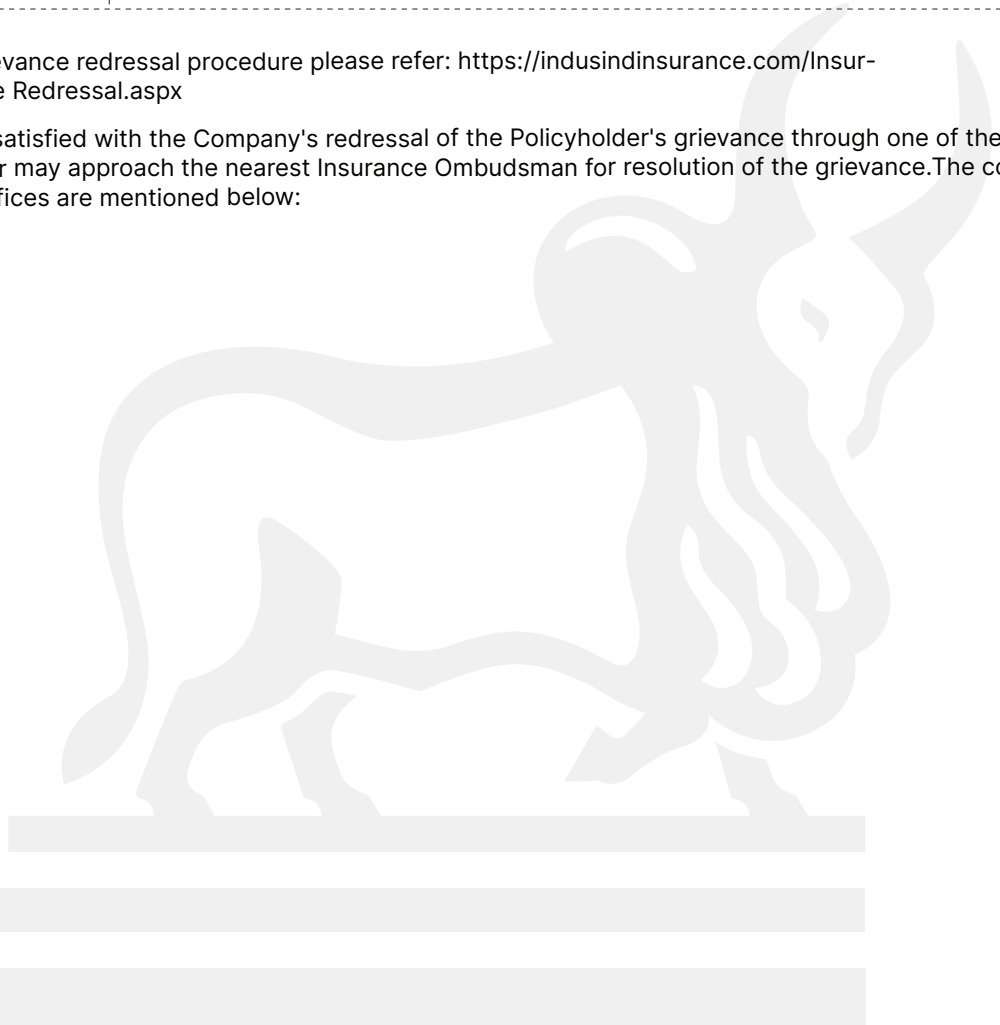 evance redressal procedure please refer: https://indusindinsurance.com/Insur-
e Redressal.aspx
satisfied with the Company's redressal of the Policyholder's grievance through one of the
r may approach the nearest Insurance Ombudsman for resolution of the grievance.The co
fices are mentioned below: